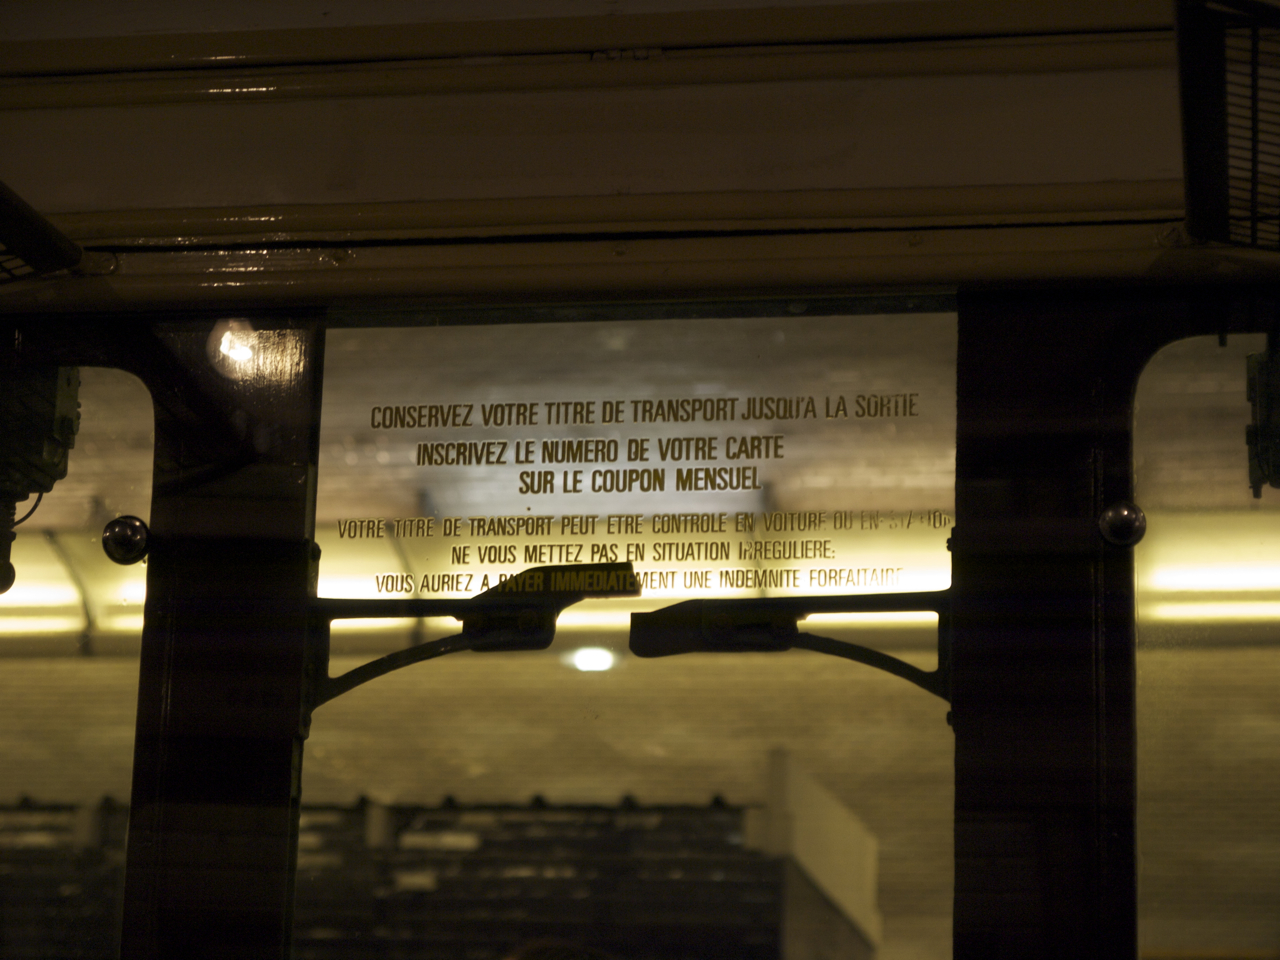 CONSERVEZ VOTRE TITRE DE TRANSPORT JUSQU'A LA SORTIE
INSCRIVEZ LE NUMERO DE VOTRE CARTE
SUR LE COUPON MENSUEL
VOTRE TITRE DE TRANSPORT PEUT ETRE CONTROLE EN VOITURE OU EN STATION
NE VOUS METTEZ PAS EN SITUATION IRREGULIERE:
VOUS AURIEZ A PAYER IMMEDIATEMENT UNE INDEMNITE FORFAITAIRE